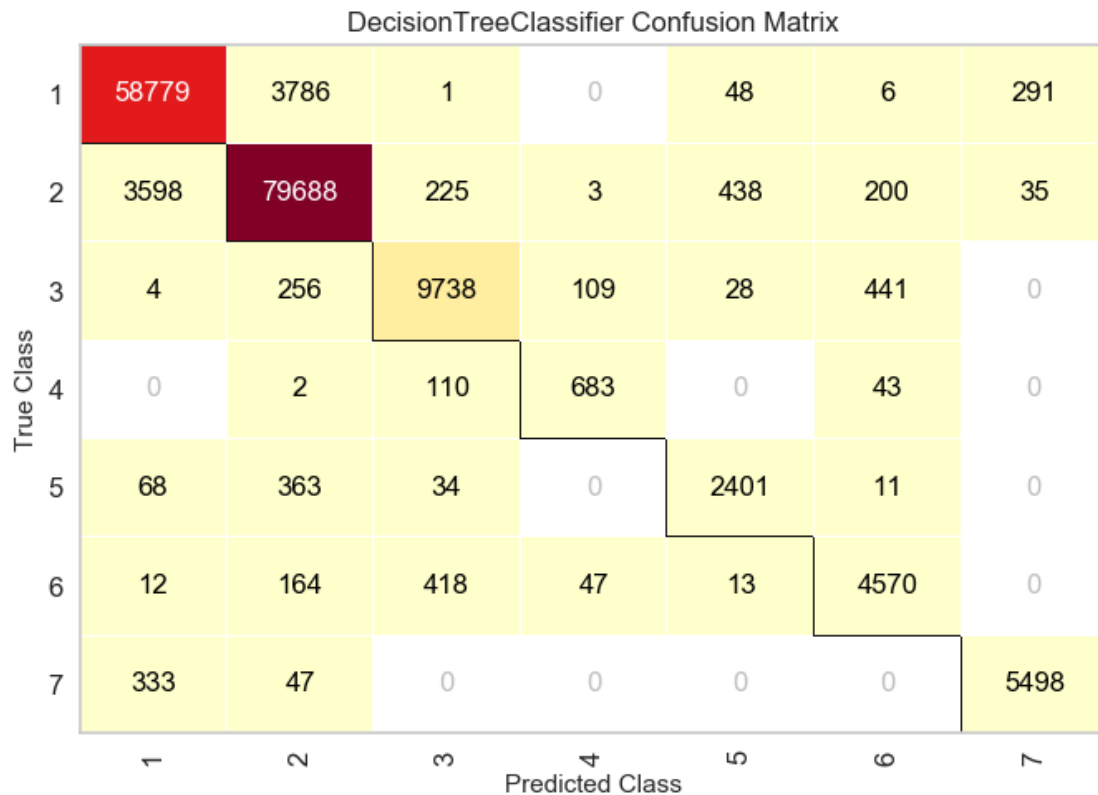 DecisionTreeClassifier Confusion Matrix
1 58779 3786 1 0 48 6 291
2 3598 79688 225 3 438 200 35
3 4 256 9738 109 28 441 0
4 0 2 110 683 0 43 0
5 68 363 34 0 2401 11 0
6 12 164 418 47 13 4570 0
7 333 47 0 0 0 0 5498
True Class
1 2 3 4 5 6 7
Predicted Class